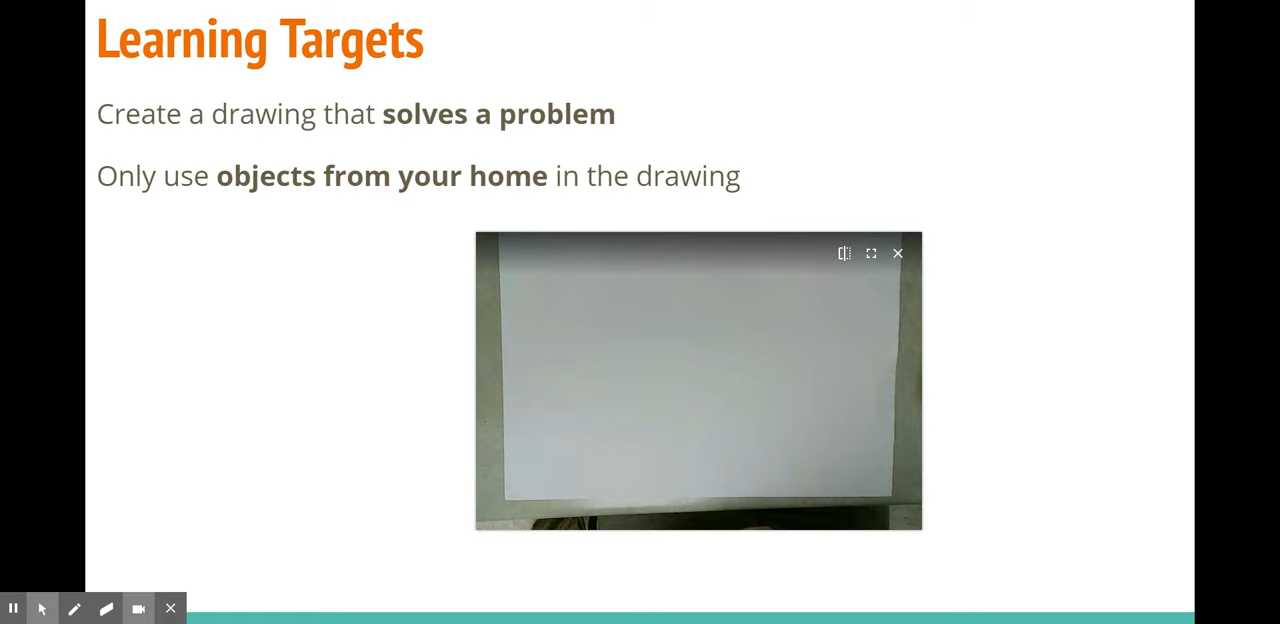 Learning Targets
Create a drawing that solves a problem
Only use objects from your home in the drawing